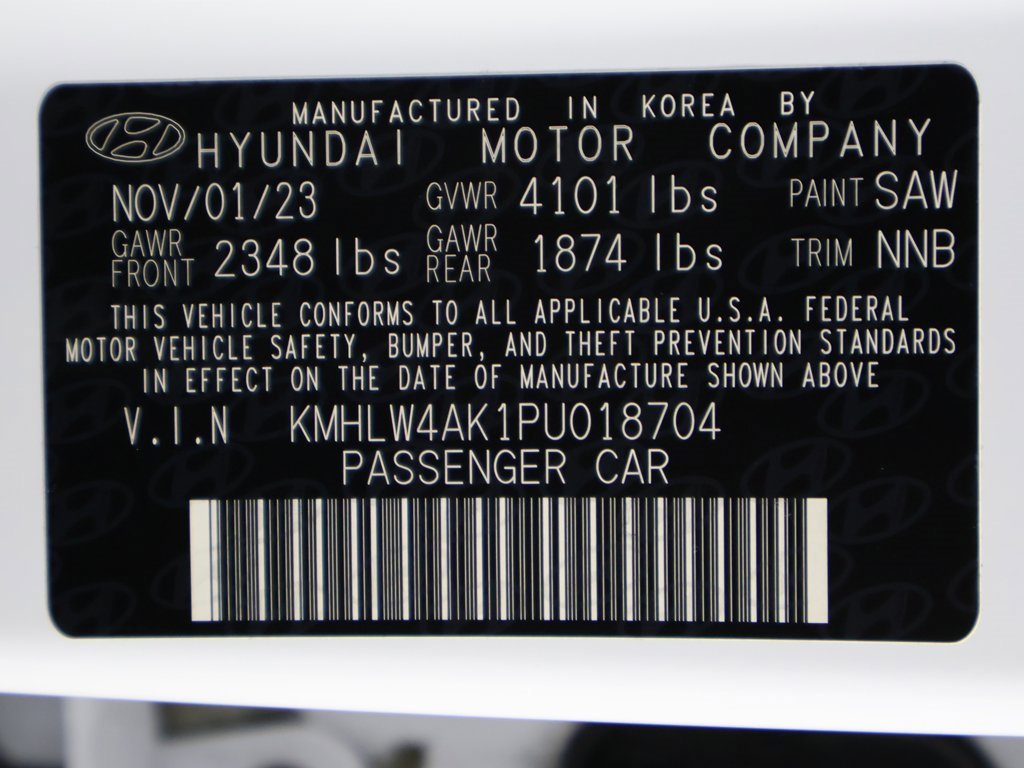 MANUFACTURED IN KOREA BY
HYUNDAI MOTOR COMPANY
NOV/01/23 GVWR 4101 lbs PAINT SAW
GAWR FRONT 2348 lbs GAWR REAR 1874 lbs TRIM NNB
THIS VEHICLE CONFORMS TO ALL APPLICABLE U.S.A. FEDERAL
MOTOR VEHICLE SAFETY, BUMPER, AND THEFT PREVENTION STANDARDS
IN EFFECT ON THE DATE OF MANUFACTURE SHOWN ABOVE
V.I.N KMHLW4AK1PU018704
PASSENGER CAR